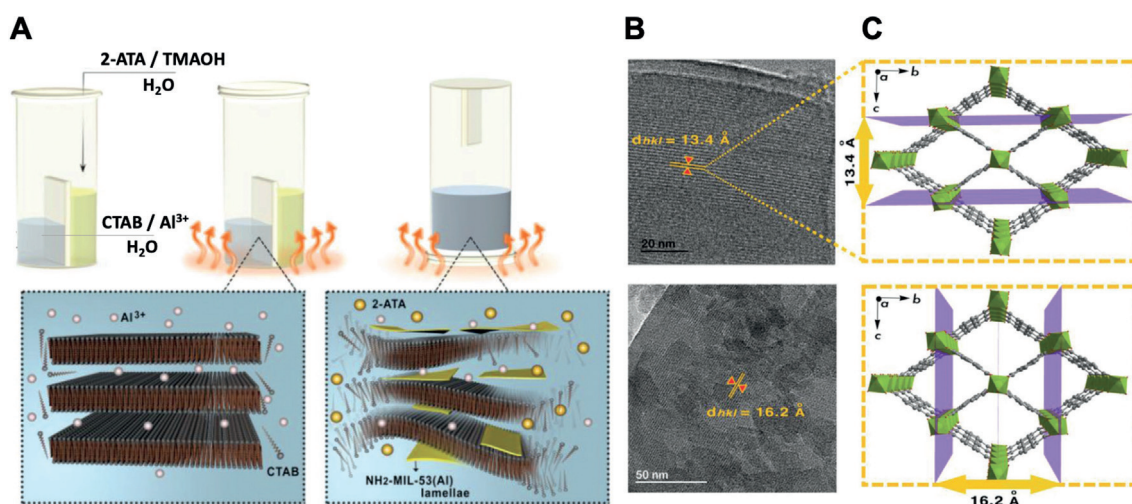 A
2-ATA / TMAOH
H₂O
CTAB / Al³⁺
H₂O
Al³⁺
CTAB
2-ATA
NH₂-MIL-53(Al)
lamellae
B
dhkl = 13.4 Å
20 nm
dhkl = 16.2 Å
50 nm
C
a
b
c
13.4 Å
a
b
c
16.2 Å